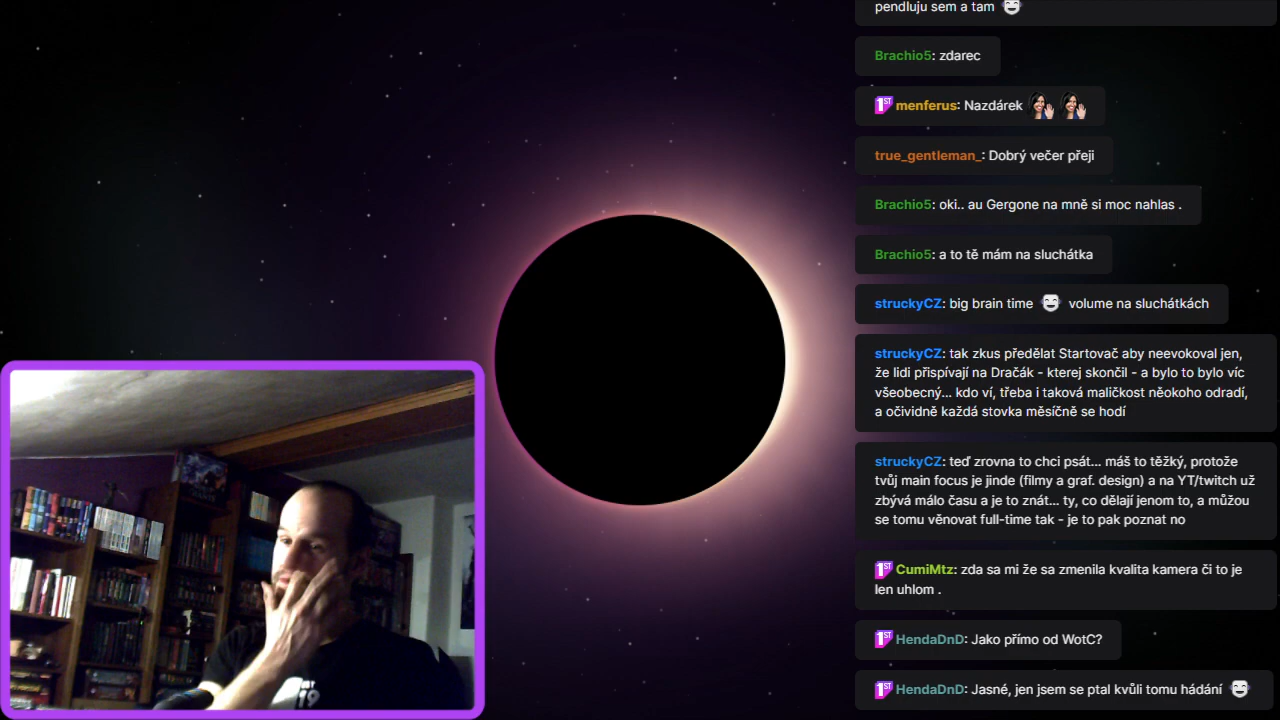 pendluju sem a tam
Brachio5: zdarec
1ST menferus: Nazdárek
true_gentleman_: Dobrý večer přeji
Brachio5: oki.. au Gergone na mně si moc nahlas .
Brachio5: a to tě mám na sluchátka
struckyCZ: big brain time volume na sluchátkách
struckyCZ: tak zkus předělat Startovač aby neevokoval jen,
že lidi přispívají na Dračák - kterej skončil - a bylo to bylo víc
všeobecný... kdo ví, třeba i taková maličkost něokoho odradí,
a očividně každá stovka měsíčně se hodí
struckyCZ: teď zrovna to chci psát... máš to těžký, protože
tvůj main focus je jinde (filmy a graf. design) a na YT/twitch už
zbývá málo času a je to znát... ty, co dělají jenom to, a můžou
se tomu věnovat full-time tak - je to pak poznat no
1ST CumiMtz: zda sa mi že sa zmenila kvalita kamera či to je
len uhlom .
1ST HendaDnD: Jako přímo od WotC?
1ST HendaDnD: Jasné, jen jsem se ptal kvůli tomu hádání